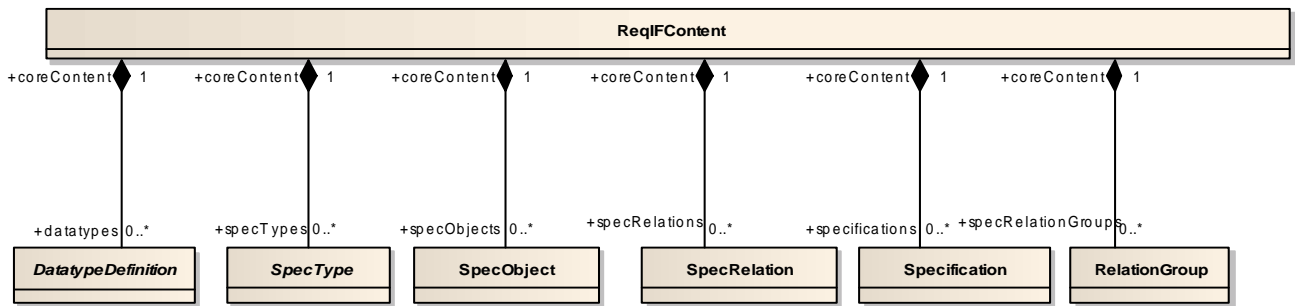 ReqIFContent
+coreContent 1 +coreContent 1 +coreContent 1 +coreContent 1 +coreContent 1 +coreContent 1
+datatypes 0..* +specTypes 0..* +specObjects 0..* +specRelations 0..* +specifications 0..* +specRelationGroups 0..*
DatatypeDefinition SpecType SpecObject SpecRelation Specification RelationGroup